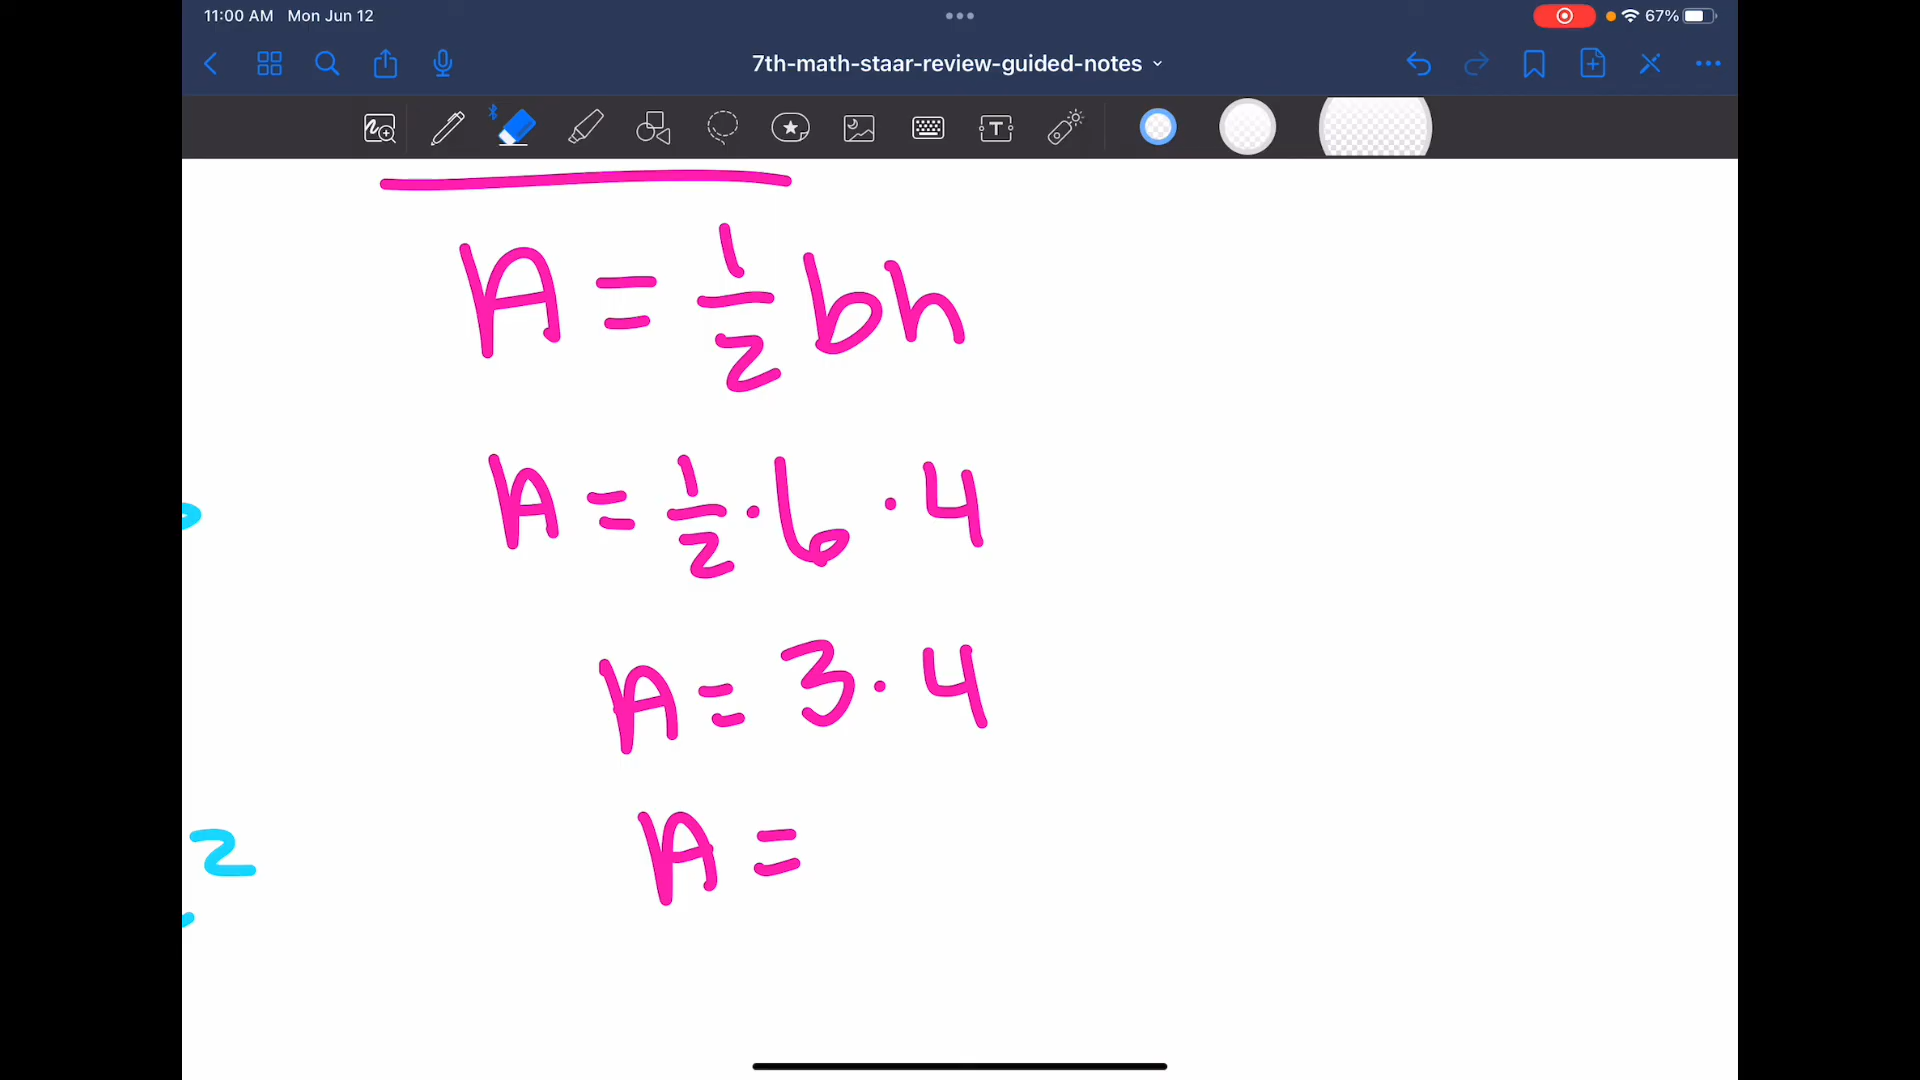 11:00 AM Mon Jun 12
67%
7th-math-staar-review-guided-notes
T
A = 1/2 bh
A = 1/2 · 6 · 4
A = 3 · 4
2
A =